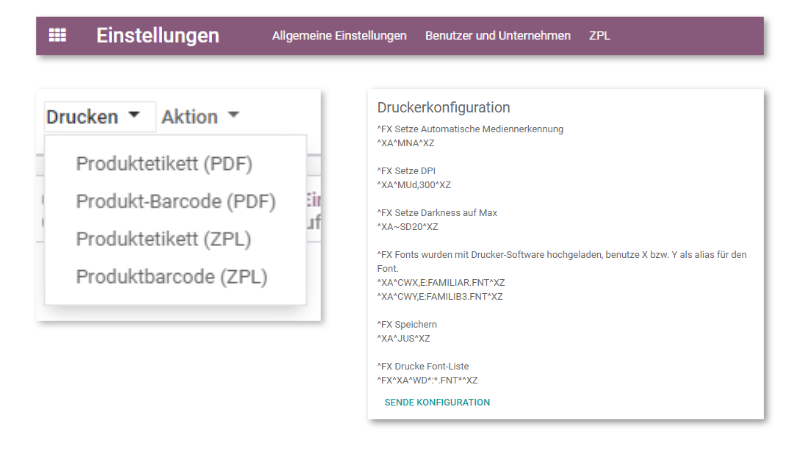 Einstellungen Allgemeine Einstellungen Benutzer und Unternehmen ZPL
Drucken Aktion
Produktetikett (PDF)
Produkt-Barcode (PDF)
Produktetikett (ZPL)
Produktbarcode (ZPL)
Druckerkonfiguration
^FX Setze Automatische Mediennerkennung
^XA^MNA^XZ
^FX Setze DPI
^XA^MUd,300^XZ
^FX Setze Darkness auf Max
^XA~SD20^XZ
^FX Fonts wurden mit Drucker-Software hochgeladen, benutze X bzw. Y als alias für den
Font.
^XA^CWX,E:FAMILIAR.FNT^XZ
^XA^CWY,E:FAMILIB3.FNT^XZ
^FX Speichern
^XA^JUS^XZ
^FX Drucke Font-Liste
^FX^XA^WD*:*.FNT*^XZ
SENDE KONFIGURATION